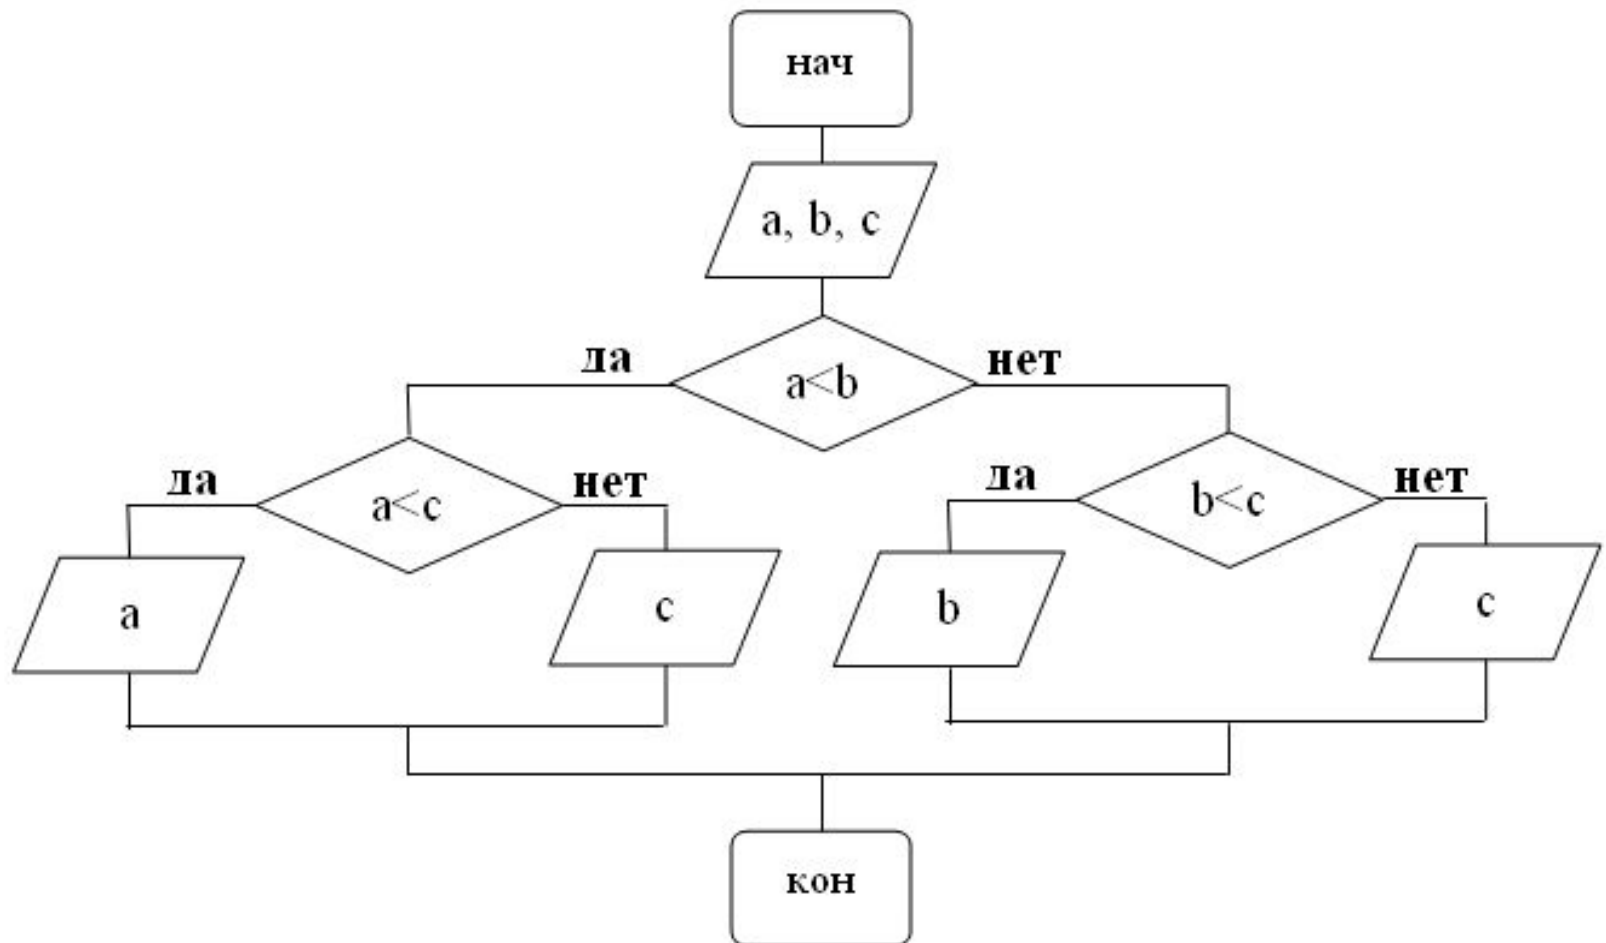 нач
a, b, c
да
a<b
нет
да
a<c
нет
да
b<c
нет
a
c
b
c
кон